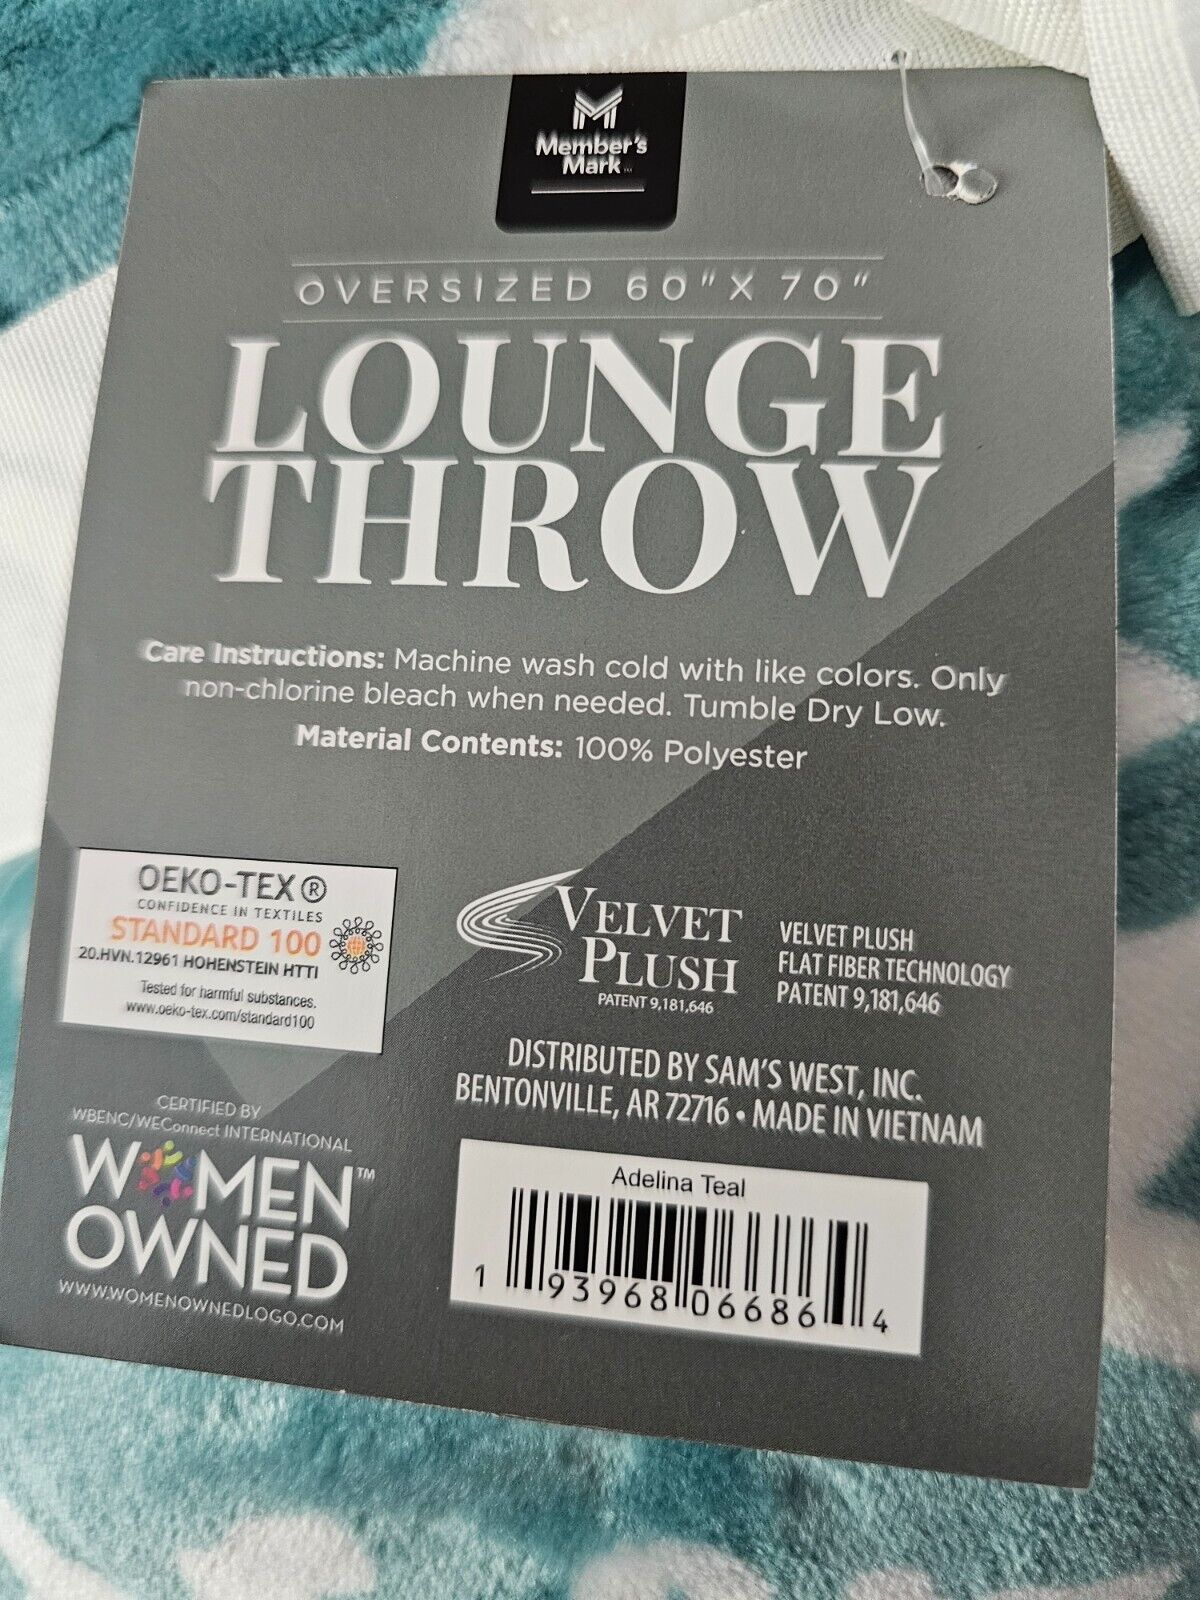 Member's
Mark™
OVERSIZED 60" X 70"
LOUNGE
THROW
Care Instructions: Machine wash cold with like colors. Only
non-chlorine bleach when needed. Tumble Dry Low.
Material Contents: 100% Polyester
OEKO-TEX®
CONFIDENCE IN TEXTILES
STANDARD 100
20.HVN.12961 HOHENSTEIN HTTI
Tested for harmful substances.
www.oeko-tex.com/standard100
VELVET
PLUSH
PATENT 9,181,646
VELVET PLUSH
FLAT FIBER TECHNOLOGY
PATENT 9,181,646
DISTRIBUTED BY SAM'S WEST, INC.
BENTONVILLE, AR 72716 • MADE IN VIETNAM
CERTIFIED BY
WBENC/WEConnect INTERNATIONAL
WOMEN™
OWNED
WWW.WOMENOWNEDLOGO.COM
Adelina Teal
1 93968 06686 4